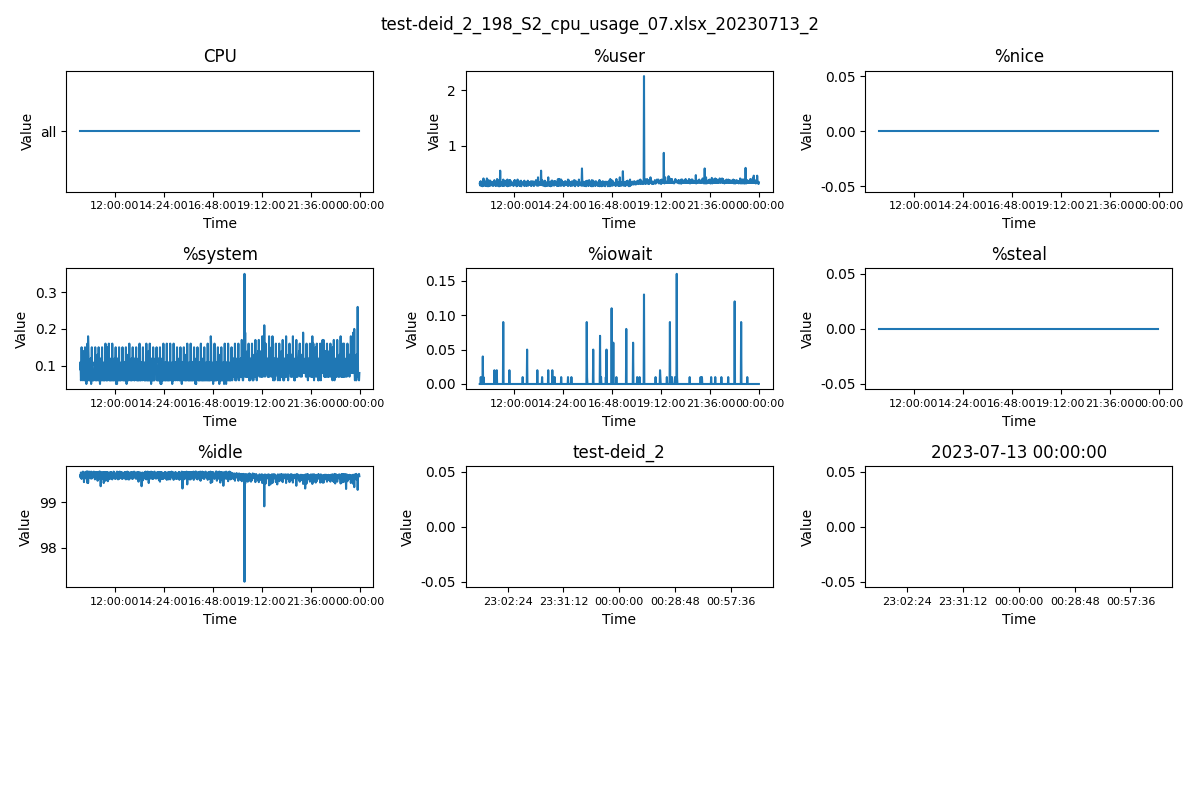 test-deid_2_198_S2_cpu_usage_07.xlsx_20230713_2
CPU
Value
all
12:00:00 14:24:00 16:48:00 19:12:00 21:36:00 00:00:00
Time
%user
Value
2
1
12:00:00 14:24:00 16:48:00 19:12:00 21:36:00 00:00:00
Time
%nice
Value
0.05
0.00
-0.05
12:00:00 14:24:00 16:48:00 19:12:00 21:36:00 00:00:00
Time
%system
Value
0.3
0.2
0.1
12:00:00 14:24:00 16:48:00 19:12:00 21:36:00 00:00:00
Time
%iowait
Value
0.15
0.10
0.05
0.00
12:00:00 14:24:00 16:48:00 19:12:00 21:36:00 00:00:00
Time
%steal
Value
0.05
0.00
-0.05
12:00:00 14:24:00 16:48:00 19:12:00 21:36:00 00:00:00
Time
%idle
Value
99
98
12:00:00 14:24:00 16:48:00 19:12:00 21:36:00 00:00:00
Time
test-deid_2
Value
0.05
0.00
-0.05
23:02:24 23:31:12 00:00:00 00:28:48 00:57:36
Time
2023-07-13 00:00:00
Value
0.05
0.00
-0.05
23:02:24 23:31:12 00:00:00 00:28:48 00:57:36
Time